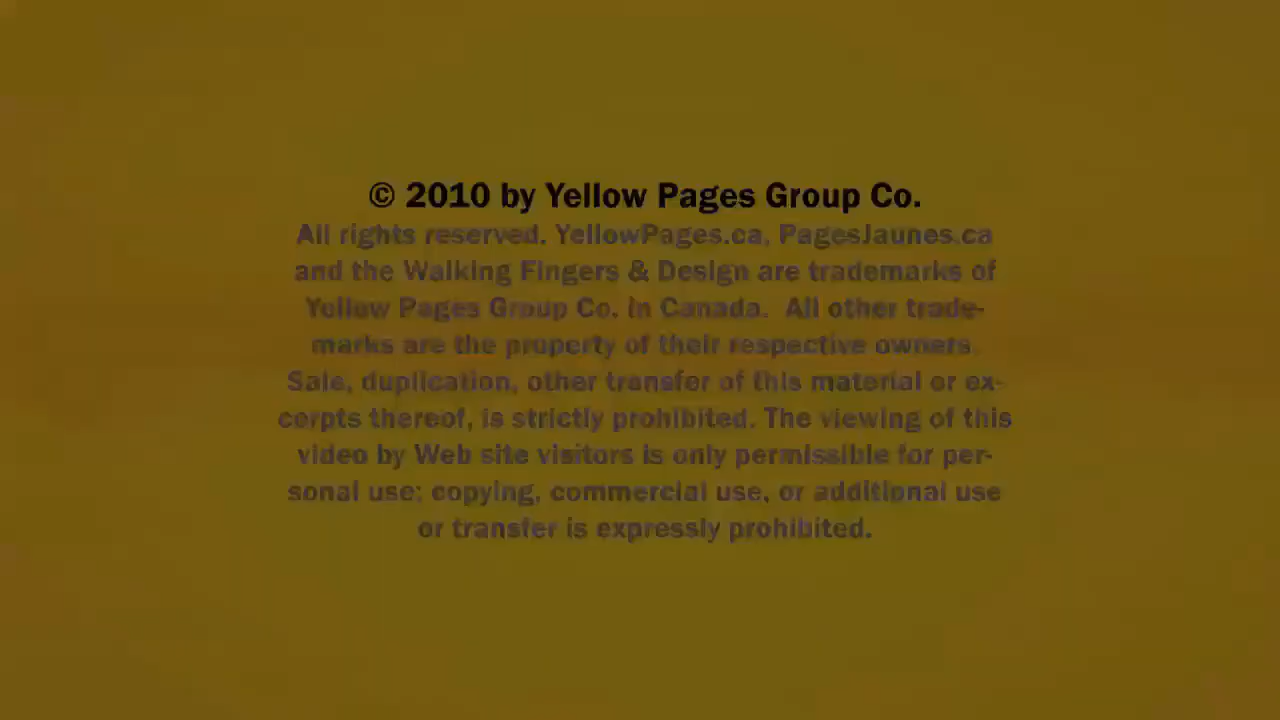 © 2010 by Yellow Pages Group Co.
All rights reserved. YellowPages.ca, PagesJaunes.ca
and the Walking Fingers & Design are trademarks of
Yellow Pages Group Co. in Canada.  All other trade-
marks are the property of their respective owners.
Sale, duplication, other transfer of this material or ex-
cerpts thereof, is strictly prohibited. The viewing of this
video by Web site visitors is only permissible for per-
sonal use; copying, commercial use, or additional use
or transfer is expressly prohibited.